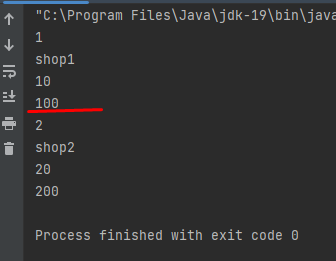 "C:\Program Files\Java\jdk-19\bin\java
1
shop1
10
100
2
shop2
20
200
Process finished with exit code 0